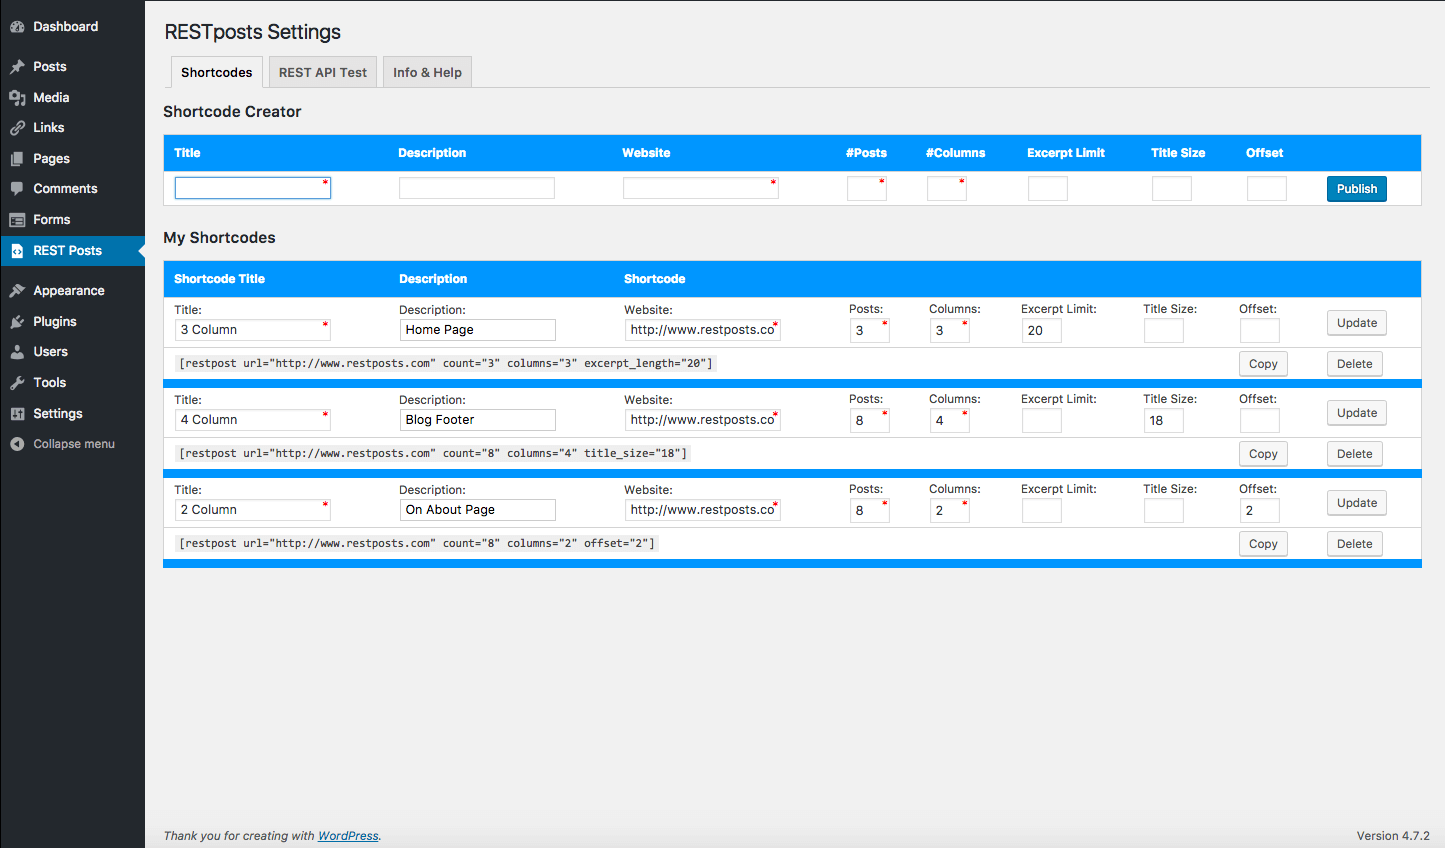 Dashboard
Posts
Media
Links
Pages
Comments
Forms
REST Posts
Appearance
Plugins
Users
Tools
Settings
Collapse menu
RESTposts Settings
Shortcodes REST API Test Info & Help
Shortcode Creator
Title Description Website #Posts #Columns Excerpt Limit Title Size Offset
* * * * Publish
My Shortcodes
Shortcode Title Description Shortcode
Title: Description: Website: Posts: Columns: Excerpt Limit: Title Size: Offset:
3 Column * Home Page http://www.restposts.co * 3 * 3 * 20 Update
[restpost url="http://www.restposts.com" count="3" columns="3" excerpt_length="20"] Copy Delete
Title: Description: Website: Posts: Columns: Excerpt Limit: Title Size: Offset:
4 Column * Blog Footer http://www.restposts.co * 8 * 4 * 18 Update
[restpost url="http://www.restposts.com" count="8" columns="4" title_size="18"] Copy Delete
Title: Description: Website: Posts: Columns: Excerpt Limit: Title Size: Offset:
2 Column * On About Page http://www.restposts.co * 8 * 2 * 2 Update
[restpost url="http://www.restposts.com" count="8" columns="2" offset="2"] Copy Delete
Thank you for creating with WordPress. Version 4.7.2